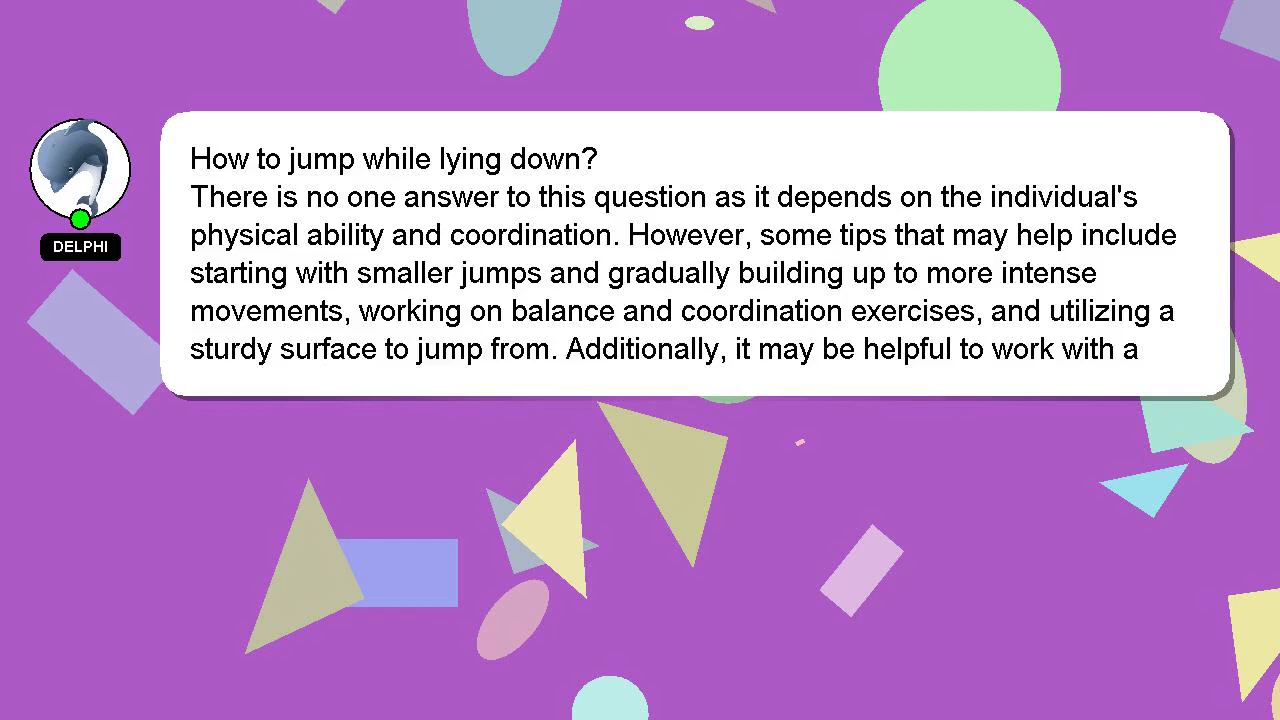 DELPHI
How to jump while lying down?
There is no one answer to this question as it depends on the individual's
physical ability and coordination. However, some tips that may help include
starting with smaller jumps and gradually building up to more intense
movements, working on balance and coordination exercises, and utilizing a
sturdy surface to jump from. Additionally, it may be helpful to work with a